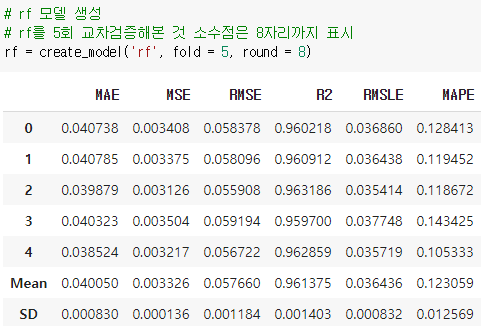 # rf 모델 생성
# rf를 5회 교차검증해본 것 소수점은 8자리까지 표시
rf = create_model('rf', fold = 5, round = 8)
MAE MSE RMSE R2 RMSLE MAPE
0 0.040738 0.003408 0.058378 0.960218 0.036860 0.128413
1 0.040785 0.003375 0.058096 0.960912 0.036438 0.119452
2 0.039879 0.003126 0.055908 0.963186 0.035414 0.118672
3 0.040323 0.003504 0.059194 0.959700 0.037748 0.143425
4 0.038524 0.003217 0.056722 0.962859 0.035719 0.105333
Mean 0.040050 0.003326 0.057660 0.961375 0.036436 0.123059
SD 0.000830 0.000136 0.001184 0.001403 0.000832 0.012569